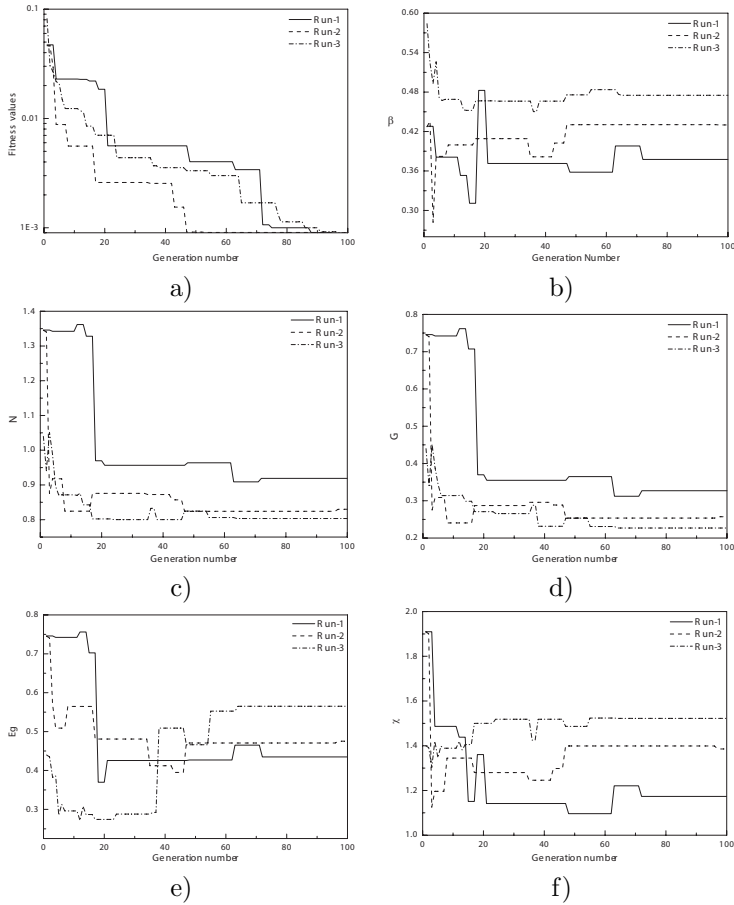 0.1
0.01
1E-3
Fitness values
0 20 40 60 80 100
Generation number
Run-1
Run-2
Run-3
a)
0.60
0.54
0.48
0.42
0.36
0.30
β
0 20 40 60 80 100
Generation Number
Run-1
Run-2
Run-3
b)
1.4
1.3
1.2
1.1
1.0
0.9
0.8
N
0 20 40 60 80 100
Generation number
Run-1
Run-2
Run-3
c)
0.8
0.7
0.6
0.5
0.4
0.3
0.2
G
0 20 40 60 80 100
Generation number
Run-1
Run-2
Run-3
d)
0.8
0.7
0.6
0.5
0.4
0.3
Eg
0 20 40 60 80 100
Generation number
Run-1
Run-2
Run-3
e)
2.0
1.8
1.6
1.4
1.2
1.0
χ
0 20 40 60 80 100
Generation number
Run-1
Run-2
Run-3
f)